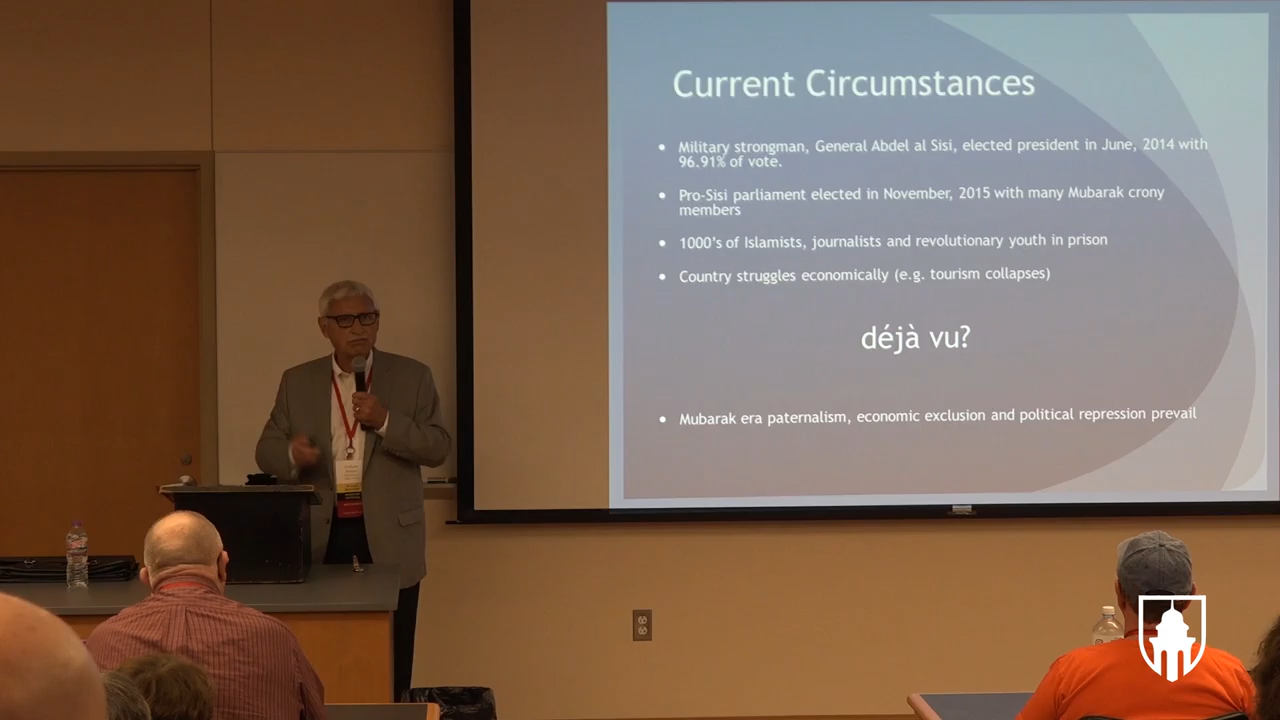 Current Circumstances
• Military strongman, General Abdel al Sisi, elected president in June, 2014 with
96.91% of vote.
• Pro-Sisi parliament elected in November, 2015 with many Mubarak crony
members
• 1000's of Islamists, journalists and revolutionary youth in prison
• Country struggles economically (e.g. tourism collapses)
déjà vu?
• Mubarak era paternalism, economic exclusion and political repression prevail